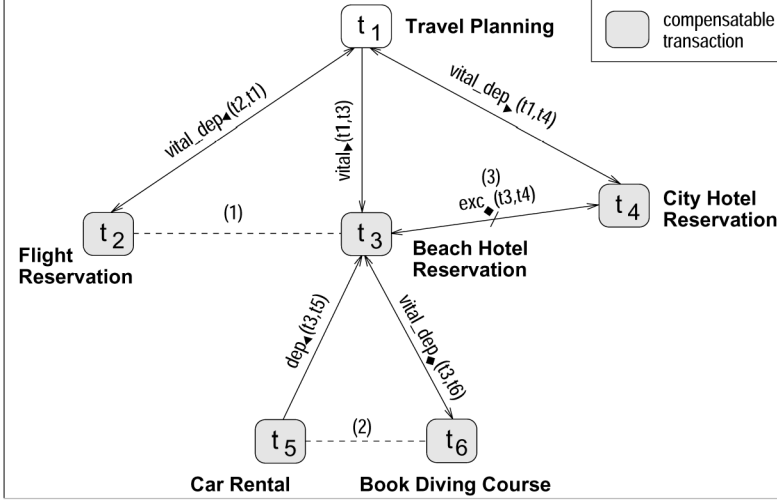 t1 Travel Planning
compensatable
transaction
vital_dep◂(t2,t1)
vital▸(t1,t3)
vital_dep▸(t1,t4)
(3)
exc◆(t3,t4)
(1)
t2
t3
t4
City Hotel
Reservation
Flight
Reservation
Beach Hotel
Reservation
dep◂(t3,t5)
vital_dep◆(t3,t6)
(2)
t5
t6
Car Rental
Book Diving Course